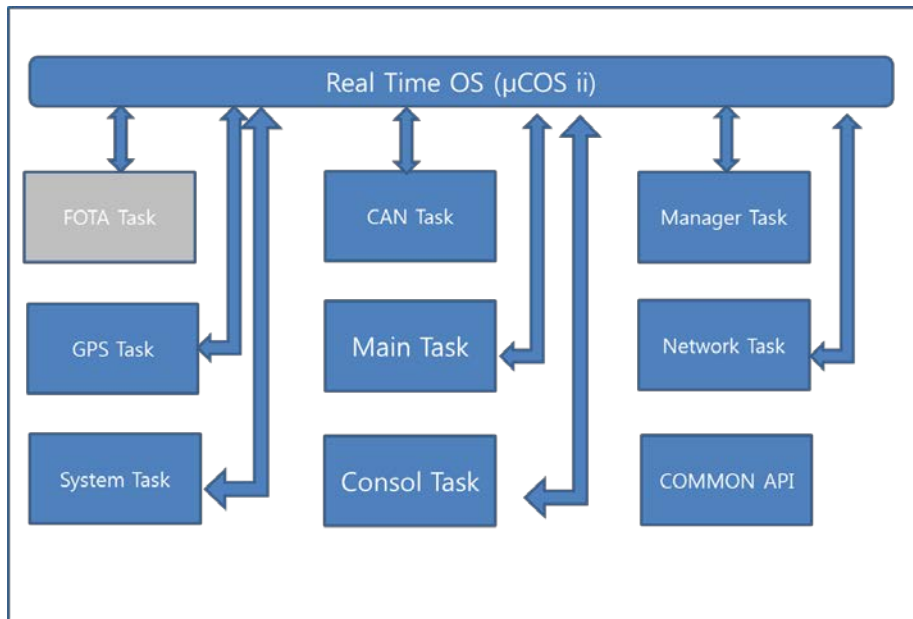 Real Time OS (µCOS ii)
FOTA Task
CAN Task
Manager Task
GPS Task
Main Task
Network Task
System Task
Consol Task
COMMON API